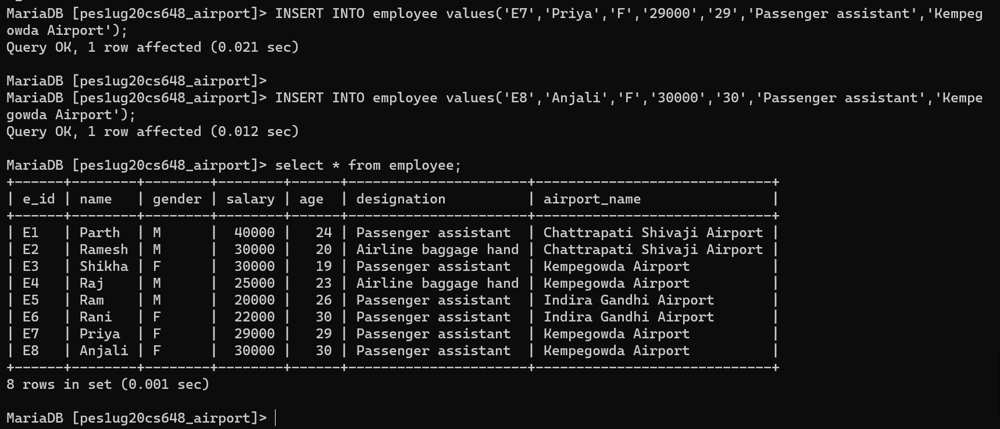 MariaDB [pes1ug20cs648_airport]> INSERT INTO employee values('E7','Priya','F','29000','29','Passenger assistant','Kempeg
owda Airport');
Query OK, 1 row affected (0.021 sec)
MariaDB [pes1ug20cs648_airport]>
MariaDB [pes1ug20cs648_airport]> INSERT INTO employee values('E8','Anjali','F','30000','30','Passenger assistant','Kempe
gowda Airport');
Query OK, 1 row affected (0.012 sec)
MariaDB [pes1ug20cs648_airport]> select * from employee;
+------+--------+--------+--------+------+----------------------+-----------------------------+
| e_id | name   | gender | salary | age  | designation          | airport_name                |
+------+--------+--------+--------+------+----------------------+-----------------------------+
| E1   | Parth  | M      |  40000 |   24 | Passenger assistant  | Chattrapati Shivaji Airport |
| E2   | Ramesh | M      |  30000 |   20 | Airline baggage hand | Chattrapati Shivaji Airport |
| E3   | Shikha | F      |  30000 |   19 | Passenger assistant  | Kempegowda Airport          |
| E4   | Raj    | M      |  25000 |   23 | Airline baggage hand | Kempegowda Airport          |
| E5   | Ram    | M      |  20000 |   26 | Passenger assistant  | Indira Gandhi Airport       |
| E6   | Rani   | F      |  22000 |   30 | Passenger assistant  | Indira Gandhi Airport       |
| E7   | Priya  | F      |  29000 |   29 | Passenger assistant  | Kempegowda Airport          |
| E8   | Anjali | F      |  30000 |   30 | Passenger assistant  | Kempegowda Airport          |
+------+--------+--------+--------+------+----------------------+-----------------------------+
8 rows in set (0.001 sec)
MariaDB [pes1ug20cs648_airport]>